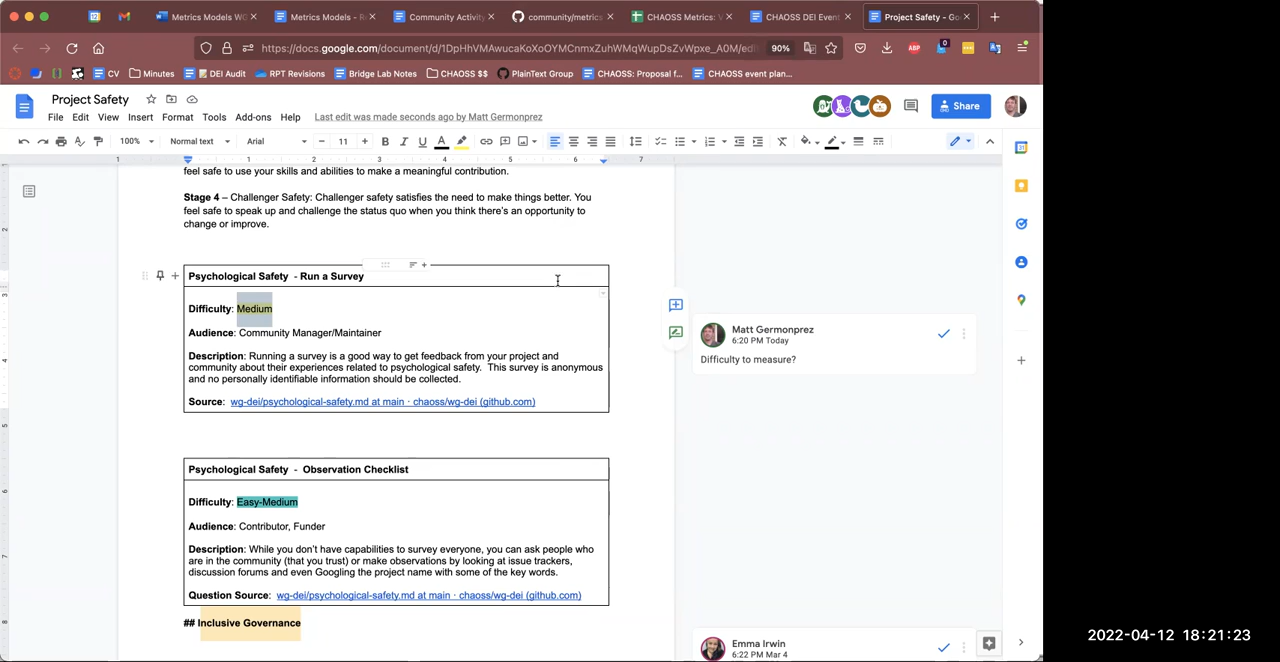 Metrics Models WO
Metrics Models - R
Community Activity
community/metrics
CHAOSS Metrics: V
CHAOSS DEI Event
Project Safety - Go
https://docs.google.com/document/d/1DpHhVMAwucaKoXoOYMCnmxZuhWMqWupDsZvWpxe_A0M/edi
90%
ABP
0
CV
Minutes
DEI Audit
RPT Revisions
Bridge Lab Notes
CHAOSS $$
PlainText Group
CHAOSS: Proposal f...
CHAOSS event plan...
Project Safety
File Edit View Insert Format Tools Add-ons Help
Last edit was made seconds ago by Matt Germonprez
Share
100% Normal text Arial 11
1 1 2 3 4 5 6 7
feel safe to use your skills and abilities to make a meaningful contribution.
Stage 4 – Challenger Safety: Challenger safety satisfies the need to make things better. You
feel safe to speak up and challenge the status quo when you think there’s an opportunity to
change or improve.
Psychological Safety - Run a Survey
Difficulty: Medium
Audience: Community Manager/Maintainer
Description: Running a survey is a good way to get feedback from your project and
community about their experiences related to psychological safety. This survey is anonymous
and no personally identifiable information should be collected.
Source: wg-dei/psychological-safety.md at main · chaoss/wg-dei (github.com)
Psychological Safety - Observation Checklist
Difficulty: Easy-Medium
Audience: Contributor, Funder
Description: While you don’t have capabilities to survey everyone, you can ask people who
are in the community (that you trust) or make observations by looking at issue trackers,
discussion forums and even Googling the project name with some of the key words.
Question Source: wg-dei/psychological-safety.md at main · chaoss/wg-dei (github.com)
## Inclusive Governance
Matt Germonprez
6:20 PM Today
Difficulty to measure?
Emma Irwin
6:22 PM Mar 4
2022-04-12 18:21:23